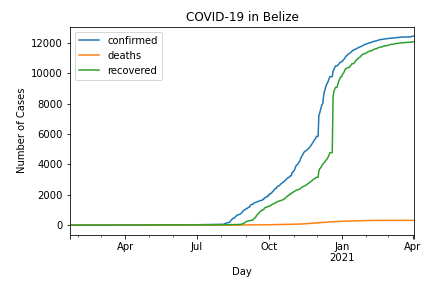 COVID-19 in Belize
confirmed
deaths
recovered
Number of Cases
12000
10000
8000
6000
4000
2000
0
Apr Jul Oct Jan Apr
2021
Day